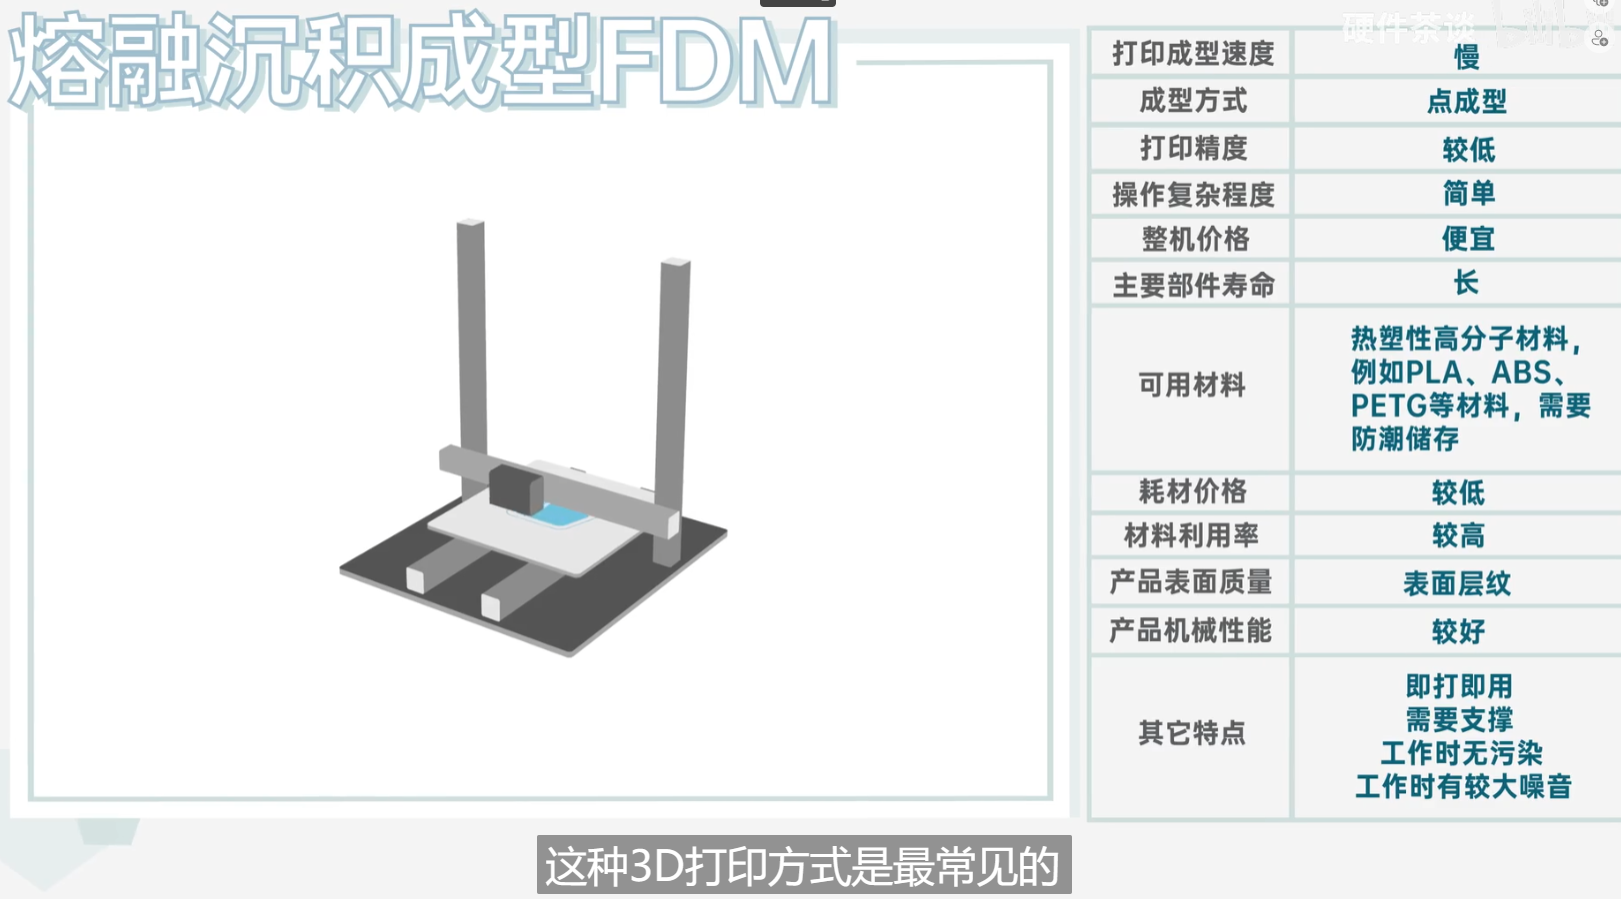 熔融沉积成型FDM
硬件茶谈
打印成型速度 慢
成型方式 点成型
打印精度 较低
操作复杂程度 简单
整机价格 便宜
主要部件寿命 长
可用材料
热塑性高分子材料，
例如PLA、ABS、
PETG等材料，需要
防潮储存
耗材价格 较低
材料利用率 较高
产品表面质量 表面层纹
产品机械性能 较好
其它特点
即打即用
需要支撑
工作时无污染
工作时有较大噪音
这种3D打印方式是最常见的